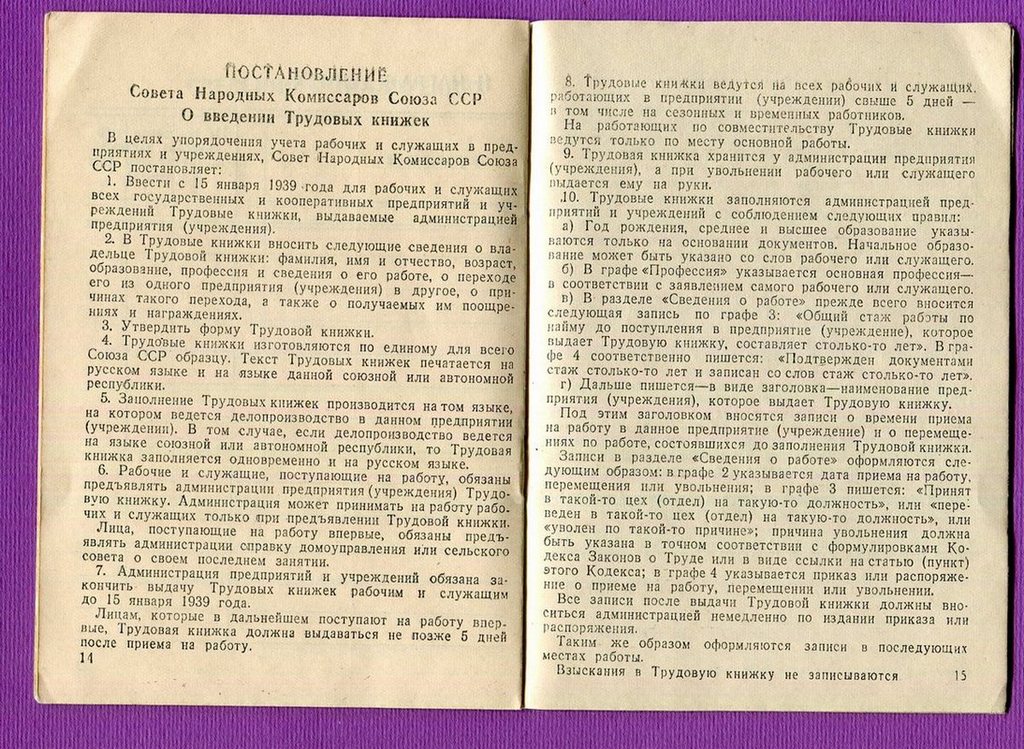 ПОСТАНОВЛЕНИЕ
Совета Народных Комиссаров Союза ССР
О введении Трудовых книжек
В целях упорядочения учета рабочих и служащих в пред-
приятиях и учреждениях, Совет Народных Комиссаров Союза
ССР постановляет:
1. Ввести с 15 января 1939 года для рабочих и служащих
всех государственных и кооперативных предприятий и уч-
реждений Трудовые книжки, выдаваемые администрацией
предприятия (учреждения).
2. В Трудовые книжки вносить следующие сведения о вла-
дельце Трудовой книжки: фамилия, имя и отчество, возраст,
образование, профессия и сведения о его работе, о переходе
его из одного предприятия (учреждения) в другое, о при-
чинах такого перехода, а также о получаемых им поощре-
ниях и награждениях.
3. Утвердить форму Трудовой книжки.
4. Трудовые книжки изготовляются по единому для всего
Союза ССР образцу. Текст Трудовых книжек печатается на
русском языке и на языке данной союзной или автономной
республики.
5. Заполнение Трудовых книжек производится на том языке,
на котором ведется делопроизводство в данном предприятии
(учреждении). В том случае, если делопроизводство ведется
на языке союзной или автономной республики, то Трудовая
книжка заполняется одновременно и на русском языке.
6. Рабочие и служащие, поступающие на работу, обязаны
предъявлять администрации предприятия (учреждения) Трудо-
вую книжку. Администрация может принимать на работу рабо-
чих и служащих только при предъявлении Трудовой книжки.
Лица, поступающие на работу впервые, обязаны предъ-
являть администрации справку домоуправления или сельского
совета о своем последнем занятии.
7. Администрация предприятий и учреждений обязана за-
кончить выдачу Трудовых книжек рабочим и служащим
до 15 января 1939 года.
Лицам, которые в дальнейшем поступают на работу впер-
вые, Трудовая книжка должна выдаваться не позже 5 дней
после приема на работу.
14
8. Трудовые книжки ведутся на всех рабочих и служащих,
работающих в предприятии (учреждении) свыше 5 дней —
в том числе на сезонных и временных работников.
На работающих по совместительству Трудовые книжки
ведутся только по месту основной работы.
9. Трудовая книжка хранится у администрации предприятия
(учреждения), а при увольнении рабочего или служащего
выдается ему на руки.
10. Трудовые книжки заполняются администрацией пред-
приятий и учреждений с соблюдением следующих правил:
а) Год рождения, среднее и высшее образование указы-
ваются только на основании документов. Начальное образо-
вание может быть указано со слов рабочего или служащего.
б) В графе «Профессия» указывается основная профессия—
в соответствии с заявлением самого рабочего или служащего.
в) В разделе «Сведения о работе» прежде всего вносится
следующая запись по графе 3: «Общий стаж работы по
найму до поступления в предприятие (учреждение), которое
выдает Трудовую книжку, составляет столько-то лет». В гра-
фе 4 соответственно пишется: «Подтвержден документами
стаж столько-то лет и записан со слов стаж столько-то лет».
г) Дальше пишется—в виде заголовка—наименование пред-
приятия (учреждения), которое выдает Трудовую книжку.
Под этим заголовком вносятся записи о времени приема
на работу в данное предприятие (учреждение) и о перемеще-
ниях по работе, состоявшихся до заполнения Трудовой книжки.
Записи в разделе «Сведения о работе» оформляются сле-
дующим образом: в графе 2 указывается дата приема на работу,
перемещения или увольнения; в графе 3 пишется: «Принят
в такой-то цех (отдел) на такую-то должность», или «пере-
веден в такой-то цех (отдел) на такую-то должность», или
«уволен по такой-то причине»; причина увольнения должна
быть указана в точном соответствии с формулировками Ко-
декса Законов о Труде или в виде ссылки на статью (пункт)
этого Кодекса; в графе 4 указывается приказ или распоряже-
ние о приеме на работу, перемещении или увольнении.
Все записи после выдачи Трудовой книжки должны вно-
ситься администрацией немедленно по издании приказа или
распоряжения.
Таким же образом оформляются записи в последующих
местах работы.
Взыскания в Трудовую книжку не записываются
15